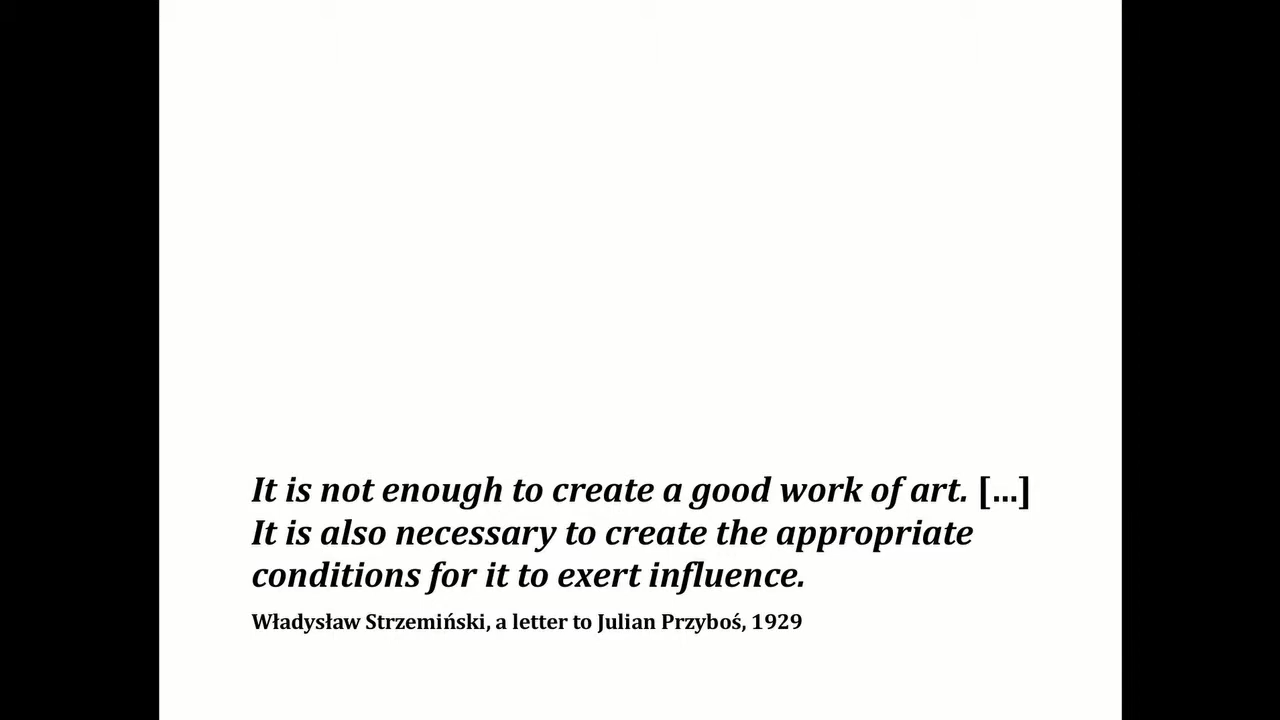 It is not enough to create a good work of art. [...]
It is also necessary to create the appropriate
conditions for it to exert influence.
Władysław Strzemiński, a letter to Julian Przyboś, 1929